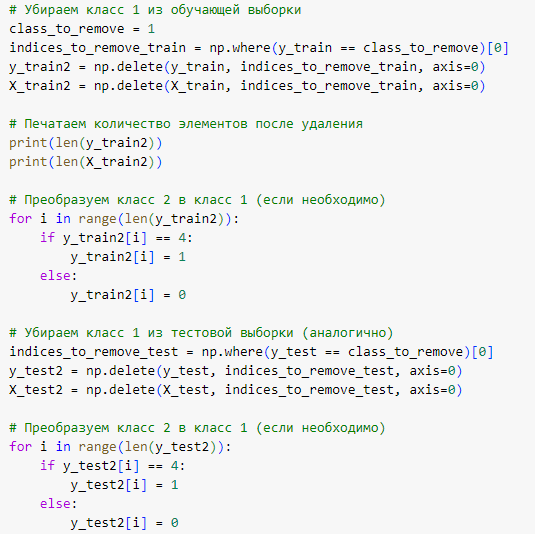 # Убираем класс 1 из обучающей выборки
class_to_remove = 1
indices_to_remove_train = np.where(y_train == class_to_remove)[0]
y_train2 = np.delete(y_train, indices_to_remove_train, axis=0)
X_train2 = np.delete(X_train, indices_to_remove_train, axis=0)

# Печатаем количество элементов после удаления
print(len(y_train2))
print(len(X_train2))

# Преобразуем класс 2 в класс 1 (если необходимо)
for i in range(len(y_train2)):
    if y_train2[i] == 4:
        y_train2[i] = 1
    else:
        y_train2[i] = 0

# Убираем класс 1 из тестовой выборки (аналогично)
indices_to_remove_test = np.where(y_test == class_to_remove)[0]
y_test2 = np.delete(y_test, indices_to_remove_test, axis=0)
X_test2 = np.delete(X_test, indices_to_remove_test, axis=0)

# Преобразуем класс 2 в класс 1 (если необходимо)
for i in range(len(y_test2)):
    if y_test2[i] == 4:
        y_test2[i] = 1
    else:
        y_test2[i] = 0